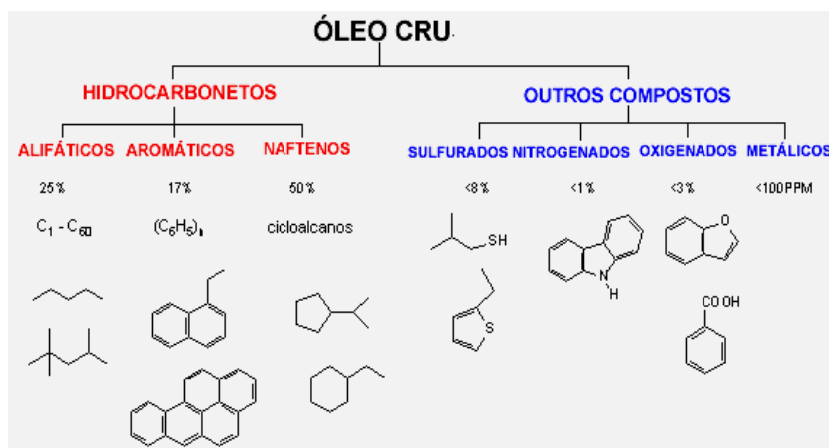 ÓLEO CRU
HIDROCARBONETOS
OUTROS COMPOSTOS
ALIFÁTICOS AROMÁTICOS NAFTENOS
SULFURADOS NITROGENADOS OXIGENADOS METÁLICOS
25% 17% 50%
<8% <1% <3% <100PPM
C₁ - C₆₀ (C₆H₅)ₙ cicloalcanos
SH
O
N
H
S
COOH